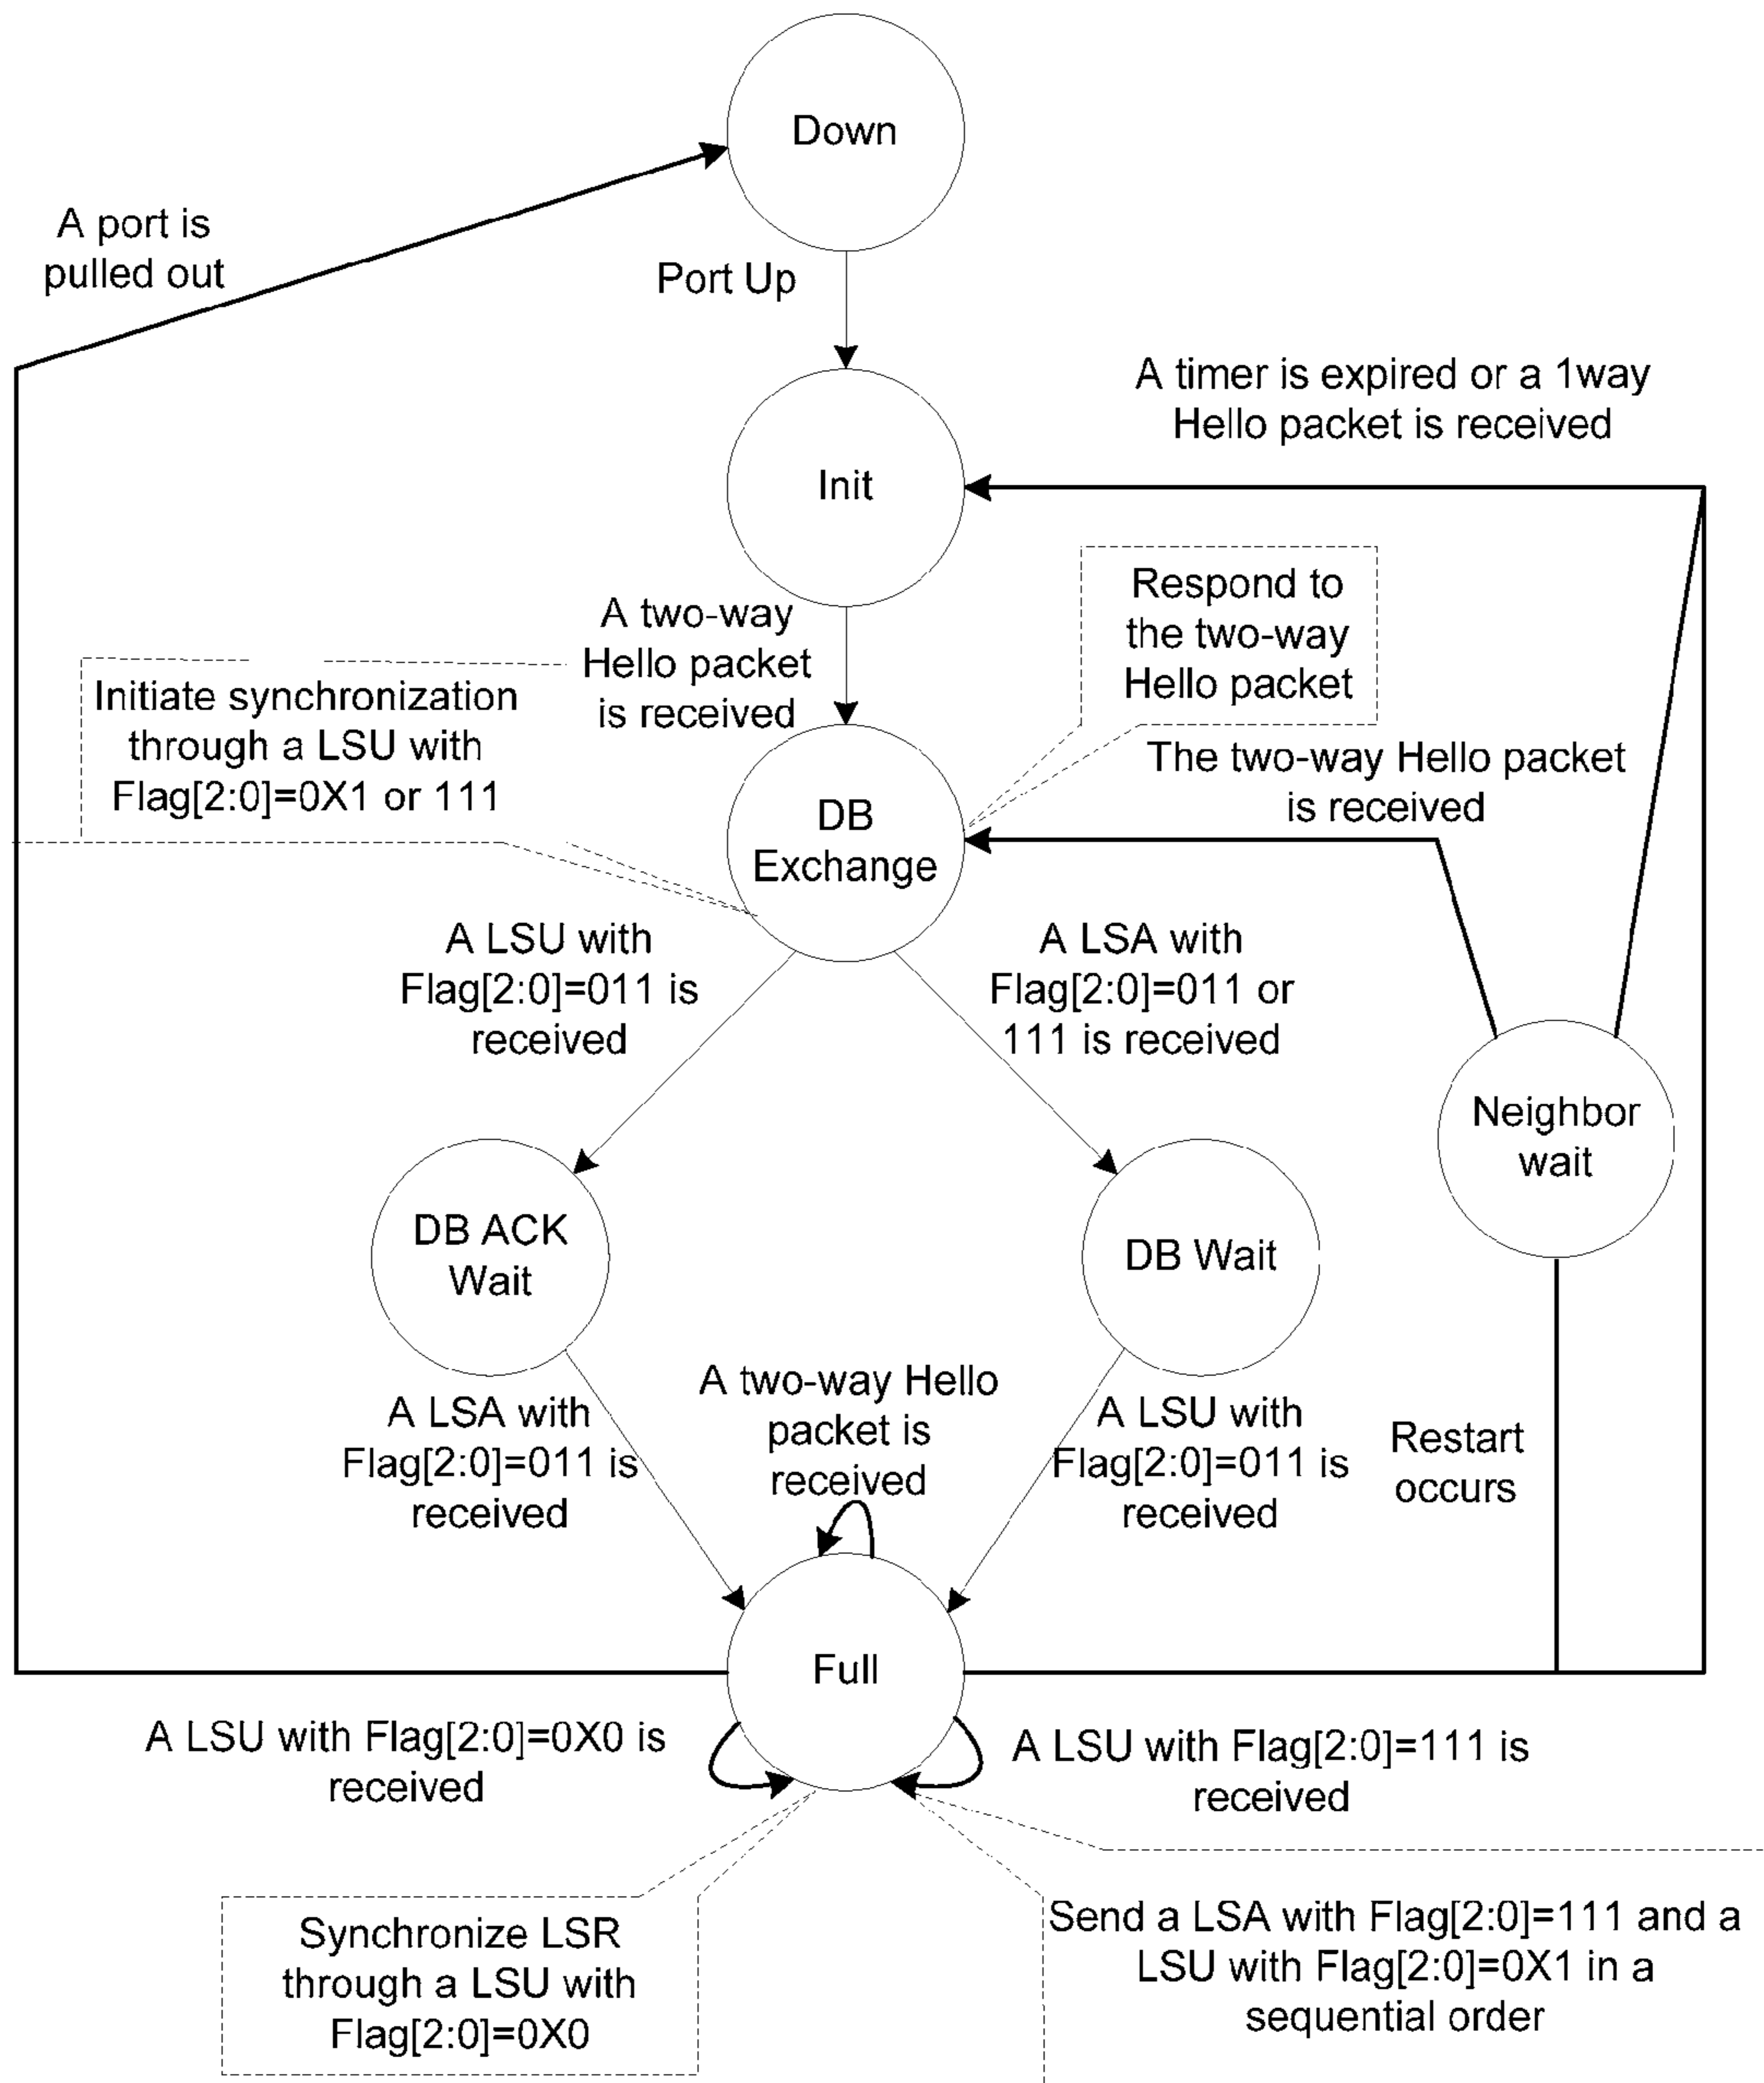 Down
A port is
pulled out
Port Up
A timer is expired or a 1way
Hello packet is received
Init
Respond to
the two-way
Hello packet
A two-way
Hello packet
is received
Initiate synchronization
through a LSU with
Flag[2:0]=0X1 or 111
The two-way Hello packet
is received
DB
Exchange
A LSU with
Flag[2:0]=011 is
received
A LSA with
Flag[2:0]=011 or
111 is received
Neighbor
wait
DB ACK
Wait
DB Wait
A two-way Hello
packet is
received
A LSA with
Flag[2:0]=011 is
received
A LSU with
Flag[2:0]=011 is
received
Restart
occurs
Full
A LSU with Flag[2:0]=0X0 is
received
A LSU with Flag[2:0]=111 is
received
Synchronize LSR
through a LSU with
Flag[2:0]=0X0
Send a LSA with Flag[2:0]=111 and a
LSU with Flag[2:0]=0X1 in a
sequential order